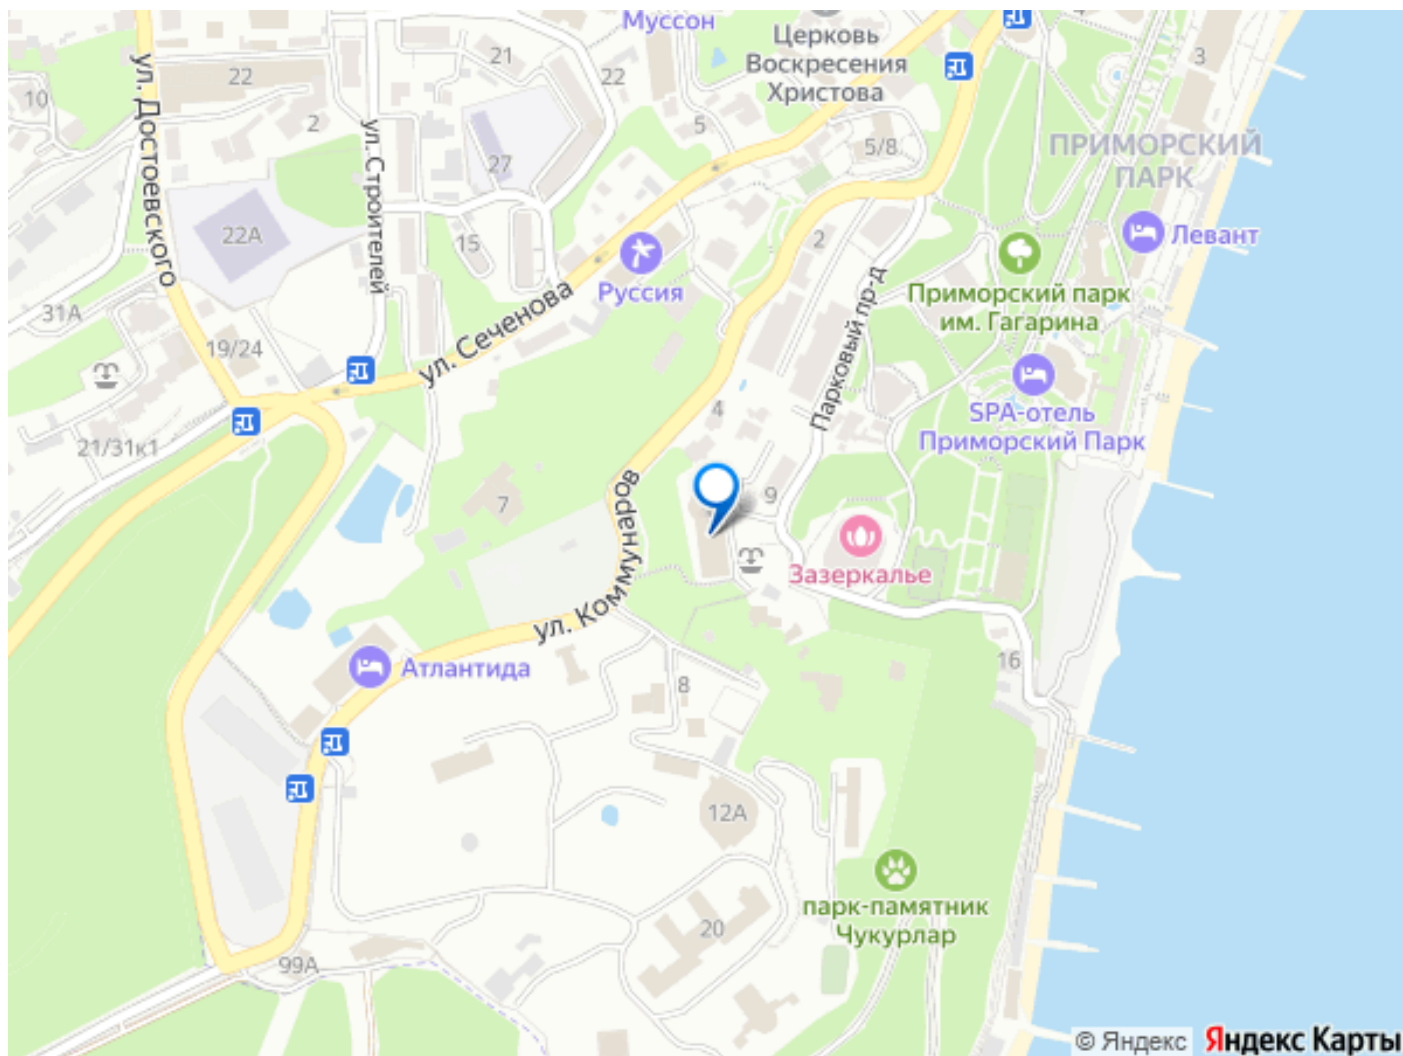 Муссон
Церковь
Воскресения
Христова
3
10
22
21
22
2
5
5/8
ПРИМОРСКИЙ
ПАРК
ул. Достоевского
ул. Строителей
27
22А
15
2
Левант
Руссия
Приморский парк
им. Гагарина
31А
19/24
ул. Сеченова
Парковый пр-д
4
SPA-отель
Приморский Парк
21/31к1
7
9
Зазеркалье
ул. Коммунаров
16
Атлантида
8
12А
парк-памятник
Чукурлар
20
99А
© Яндекс Яндекс Карты